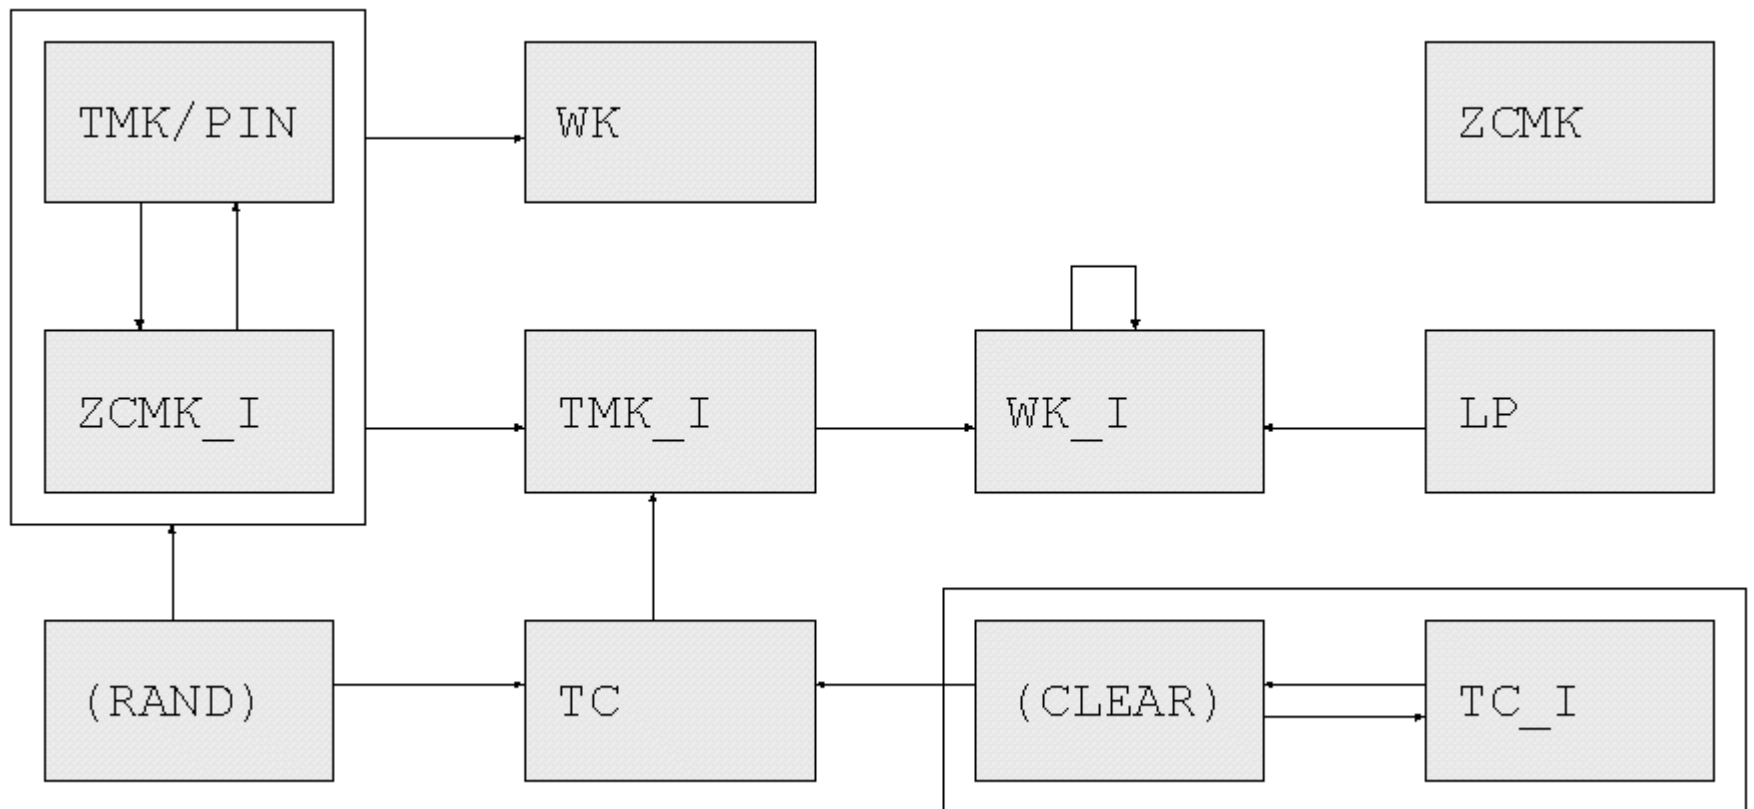 TMK/PIN
WK
ZCMK
ZCMK_I
TMK_I
WK_I
LP
(RAND)
TC
(CLEAR)
TC_I